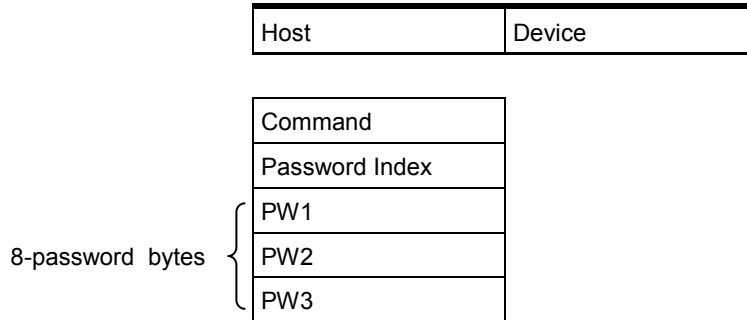 Host Device
Command
Password Index
PW1
8-password bytes PW2
PW3